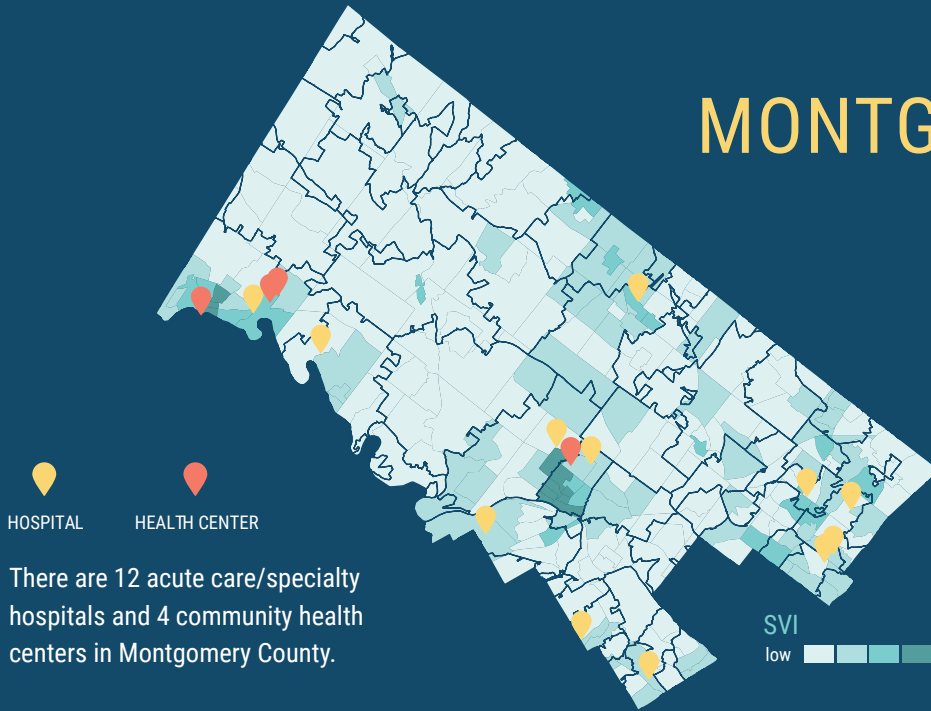 MONTG
HOSPITAL
HEALTH CENTER
There are 12 acute care/specialty
hospitals and 4 community health
centers in Montgomery County.
SVI
low